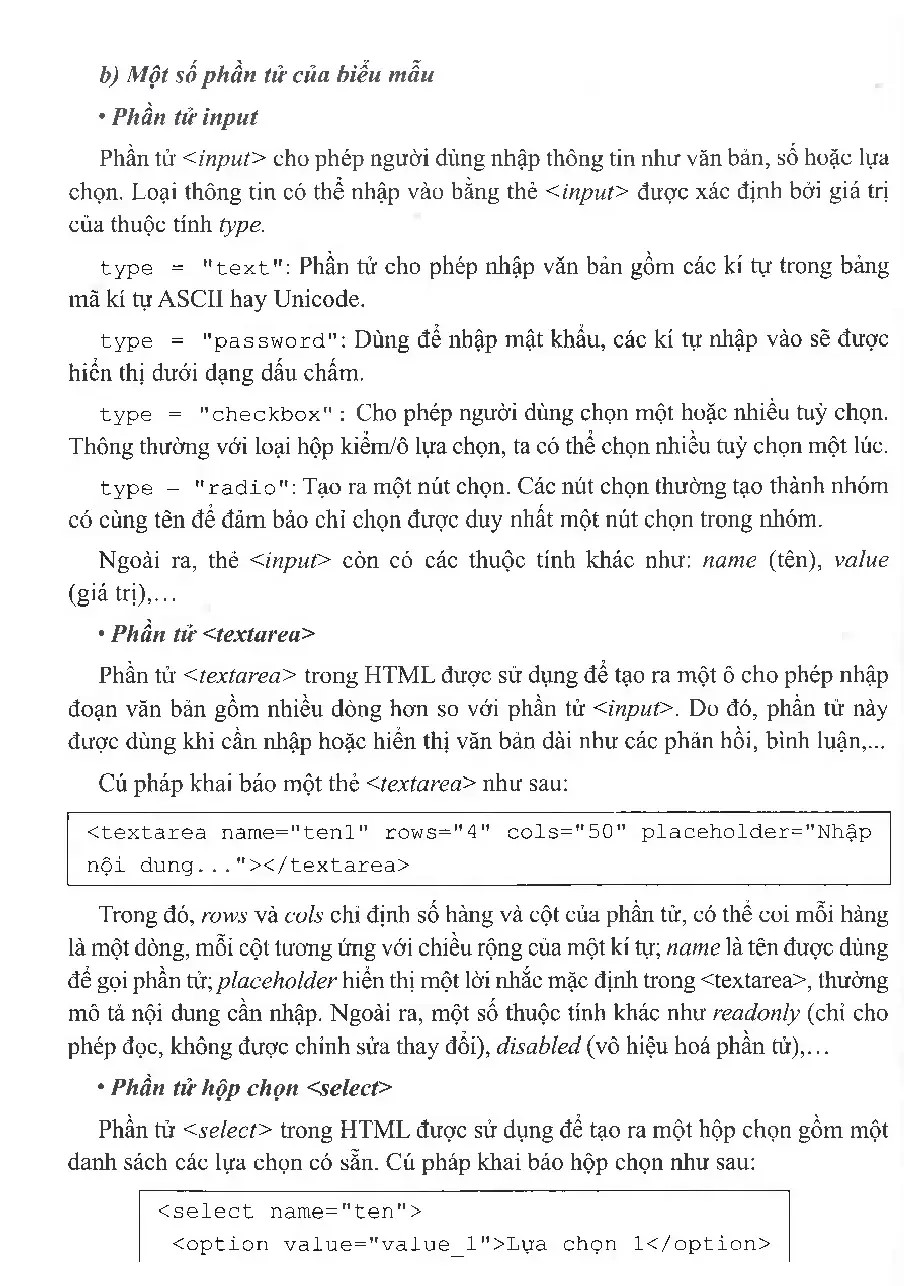 b) Một số phần tử của biểu mẫu
• Phần tử input
Phần tử <input> cho phép người dùng nhập thông tin như văn bản, số hoặc lựa
chọn. Loại thông tin có thể nhập vào bằng thẻ <input> được xác định bởi giá trị
của thuộc tính type.
type = "text": Phần tử cho phép nhập văn bản gồm các kí tự trong bảng
mã kí tự ASCII hay Unicode.
type = "password": Dùng để nhập mật khẩu, các kí tự nhập vào sẽ được
hiển thị dưới dạng dấu chấm.
type = "checkbox": Cho phép người dùng chọn một hoặc nhiều tuỳ chọn.
Thông thường với loại hộp kiểm/ô lựa chọn, ta có thể chọn nhiều tuỳ chọn một lúc.
type – "radio": Tạo ra một nút chọn. Các nút chọn thường tạo thành nhóm
có cùng tên để đảm bảo chỉ chọn được duy nhất một nút chọn trong nhóm.
Ngoài ra, thẻ <input> còn có các thuộc tính khác như: name (tên), value
(giá trị),...
• Phần tử <textarea>
Phần tử <textarea> trong HTML được sử dụng để tạo ra một ô cho phép nhập
đoạn văn bản gồm nhiều dòng hơn so với phần tử <input>. Do đó, phần tử này
được dùng khi cần nhập hoặc hiển thị văn bản dài như các phản hồi, bình luận,...
Cú pháp khai báo một thẻ <textarea> như sau:
<textarea name="ten1" rows="4" cols="50" placeholder="Nhập
nội dung..."></textarea>
Trong đó, rows và cols chỉ định số hàng và cột của phần tử, có thể coi mỗi hàng
là một dòng, mỗi cột tương ứng với chiều rộng của một kí tự; name là tên được dùng
để gọi phần tử; placeholder hiển thị một lời nhắc mặc định trong <textarea>, thường
mô tả nội dung cần nhập. Ngoài ra, một số thuộc tính khác như readonly (chỉ cho
phép đọc, không được chỉnh sửa thay đổi), disabled (vô hiệu hoá phần tử),...
• Phần tử hộp chọn <select>
Phần tử <select> trong HTML được sử dụng để tạo ra một hộp chọn gồm một
danh sách các lựa chọn có sẵn. Cú pháp khai báo hộp chọn như sau:
<select name="ten">
<option value="value_1">Lựa chọn 1</option>